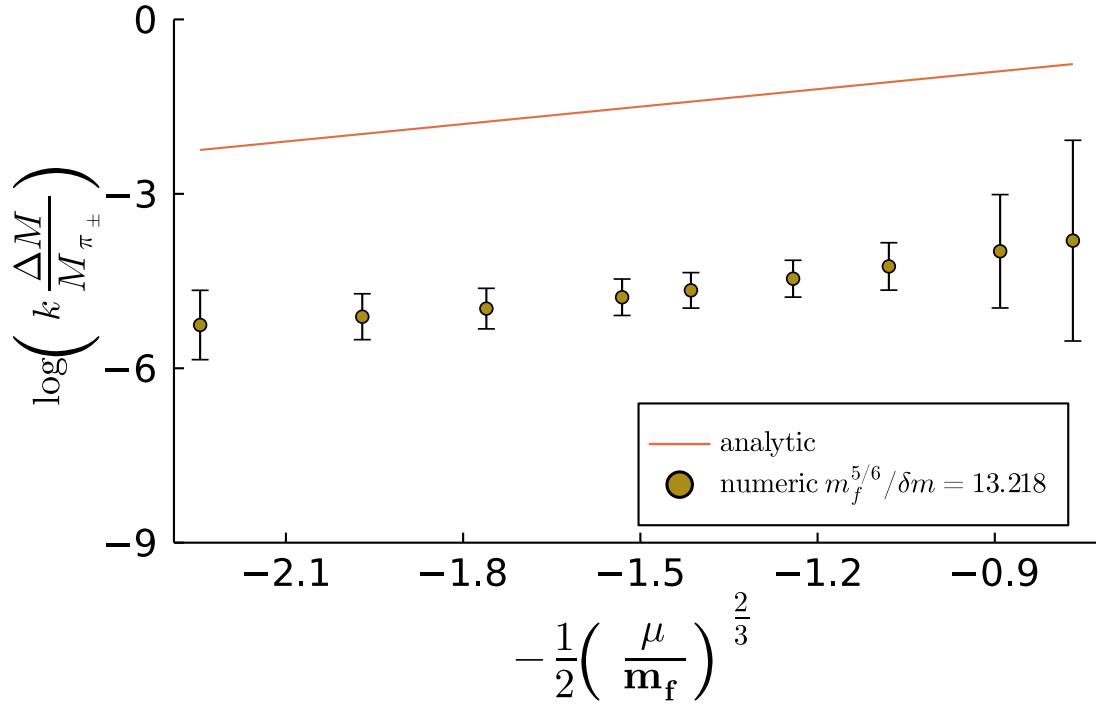 0
−3
−6
−9
log( k ΔM / M_{π_±} )
analytic
numeric m_f^{5/6}/δm = 13.218
−2.1 −1.8 −1.5 −1.2 −0.9
−1/2 ( μ / m_f )^{2/3}